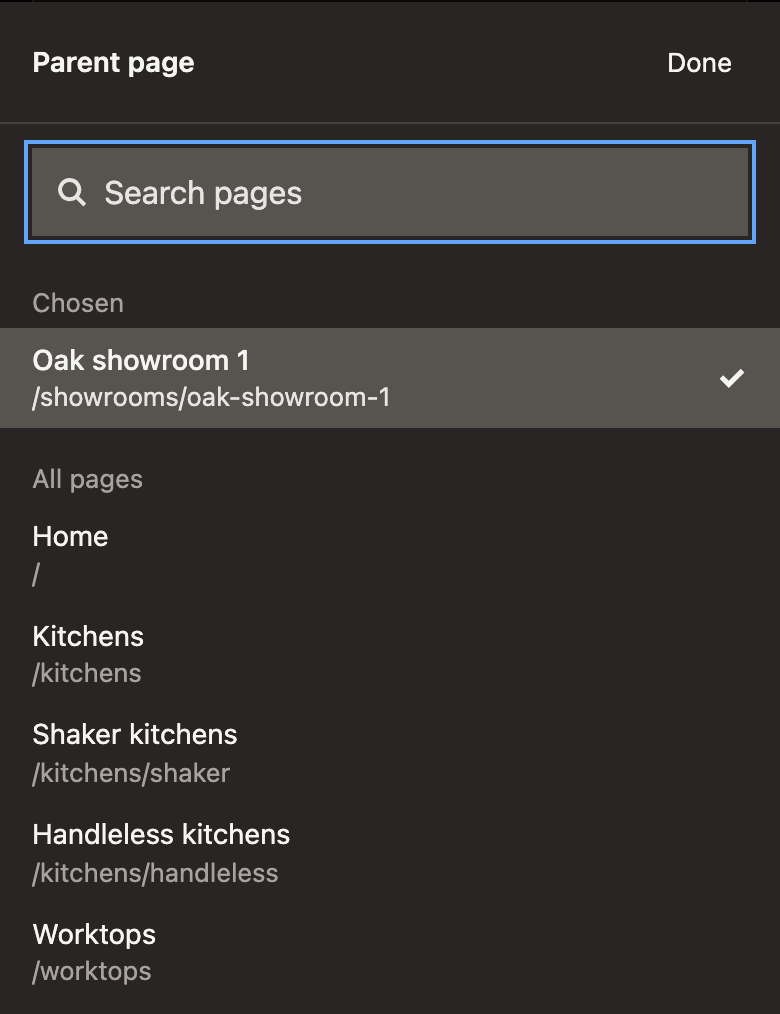 Parent page
Done
Search pages
Chosen
Oak showroom 1
/showrooms/oak-showroom-1
All pages
Home
/
Kitchens
/kitchens
Shaker kitchens
/kitchens/shaker
Handleless kitchens
/kitchens/handleless
Worktops
/worktops